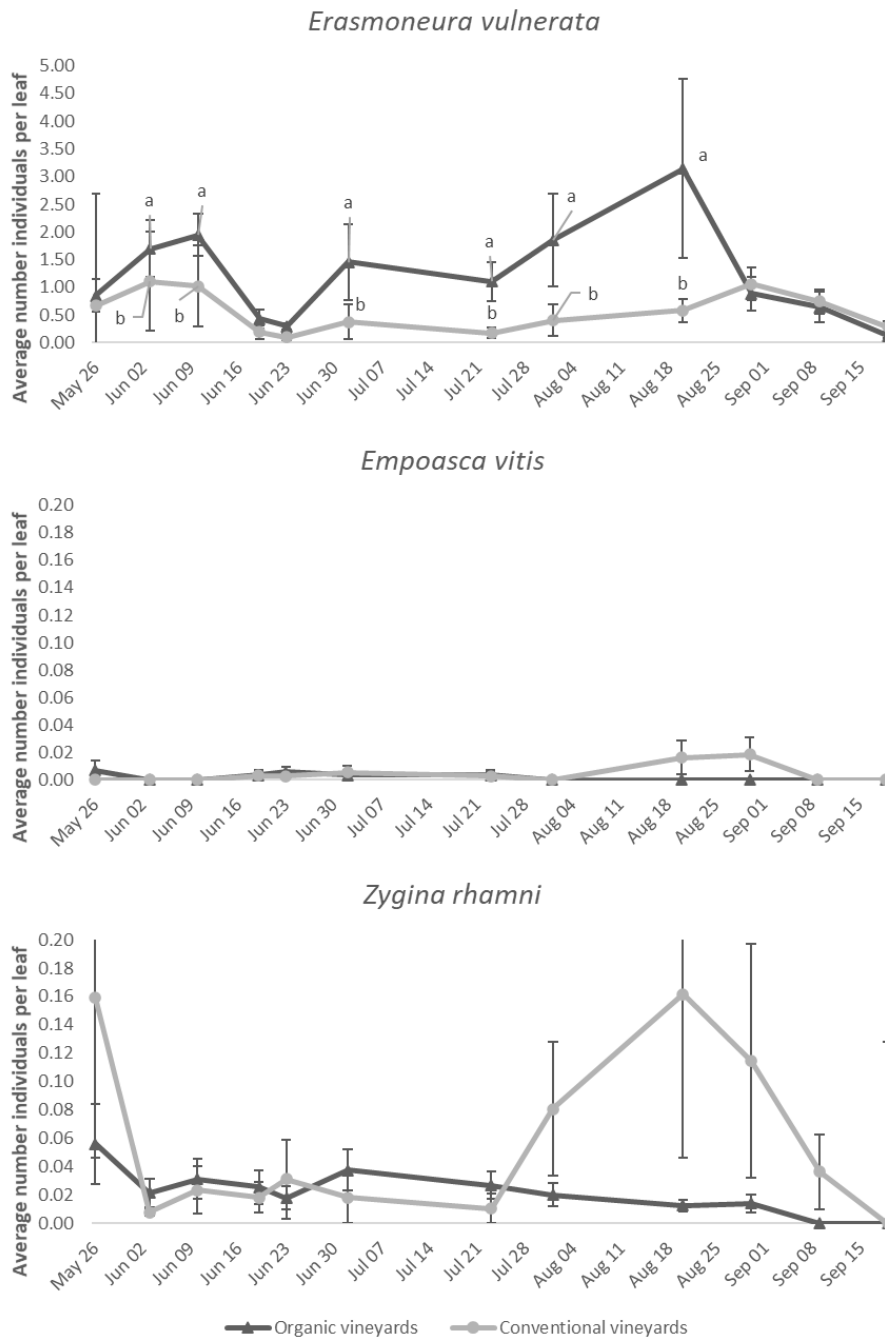 Erasmoneura vulnerata
Average number individuals per leaf
5.00
4.50
4.00
3.50
3.00
2.50
2.00
1.50
1.00
0.50
0.00
a
a
a
a
a
a
b
b
b
b
b
b
May 26
Jun 02
Jun 09
Jun 16
Jun 23
Jun 30
Jul 07
Jul 14
Jul 21
Jul 28
Aug 04
Aug 11
Aug 18
Aug 25
Sep 01
Sep 08
Sep 15
Empoasca vitis
Average number individuals per leaf
0.20
0.18
0.16
0.14
0.12
0.10
0.08
0.06
0.04
0.02
0.00
May 26
Jun 02
Jun 09
Jun 16
Jun 23
Jun 30
Jul 07
Jul 14
Jul 21
Jul 28
Aug 04
Aug 11
Aug 18
Aug 25
Sep 01
Sep 08
Sep 15
Zygina rhamni
Average number individuals per leaf
0.20
0.18
0.16
0.14
0.12
0.10
0.08
0.06
0.04
0.02
0.00
May 26
Jun 02
Jun 09
Jun 16
Jun 23
Jun 30
Jul 07
Jul 14
Jul 21
Jul 28
Aug 04
Aug 11
Aug 18
Aug 25
Sep 01
Sep 08
Sep 15
Organic vineyards
Conventional vineyards